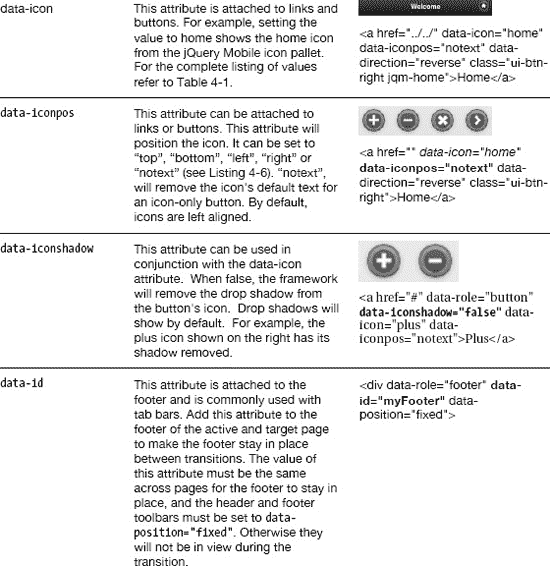 data-icon
This attribute is attached to links and
buttons. For example, setting the
value to home shows the home icon
from the jQuery Mobile icon pallet.
For the complete listing of values
refer to Table 4-1.
Welcome
<a href="../../" data-icon="home"
data-iconpos="notext" data-
direction="reverse" class="ui-btn-
right jqm-home">Home</a>
data-iconpos
This attribute can be attached to
links or buttons. This attribute will
position the icon. It can be set to
“top”, “bottom”, “left”, “right” or
“notext” (see Listing 4-6). “notext”,
will remove the icon's default text for
an icon-only button. By default,
icons are left aligned.
<a href="" data-icon="home"
data-iconpos="notext" data-
direction="reverse" class="ui-btn-
right">Home</a>
data-iconshadow
This attribute can be used in
conjunction with the data-icon
attribute. When false, the framework
will remove the drop shadow from
the button's icon. Drop shadows will
show by default. For example, the
plus icon shown on the right has its
shadow removed.
<a href="#" data-role="button"
data-iconshadow="false" data-
icon="plus" data-
iconpos="notext">Plus</a>
data-id
This attribute is attached to the
footer and is commonly used with
tab bars. Add this attribute to the
footer of the active and target page
to make the footer stay in place
between transitions. The value of
this attribute must be the same
across pages for the footer to stay in
place, and the header and footer
toolbars must be set to data-
position="fixed". Otherwise they
will not be in view during the
transition.
<div data-role="footer" data-
id="myFooter" data-
position="fixed">